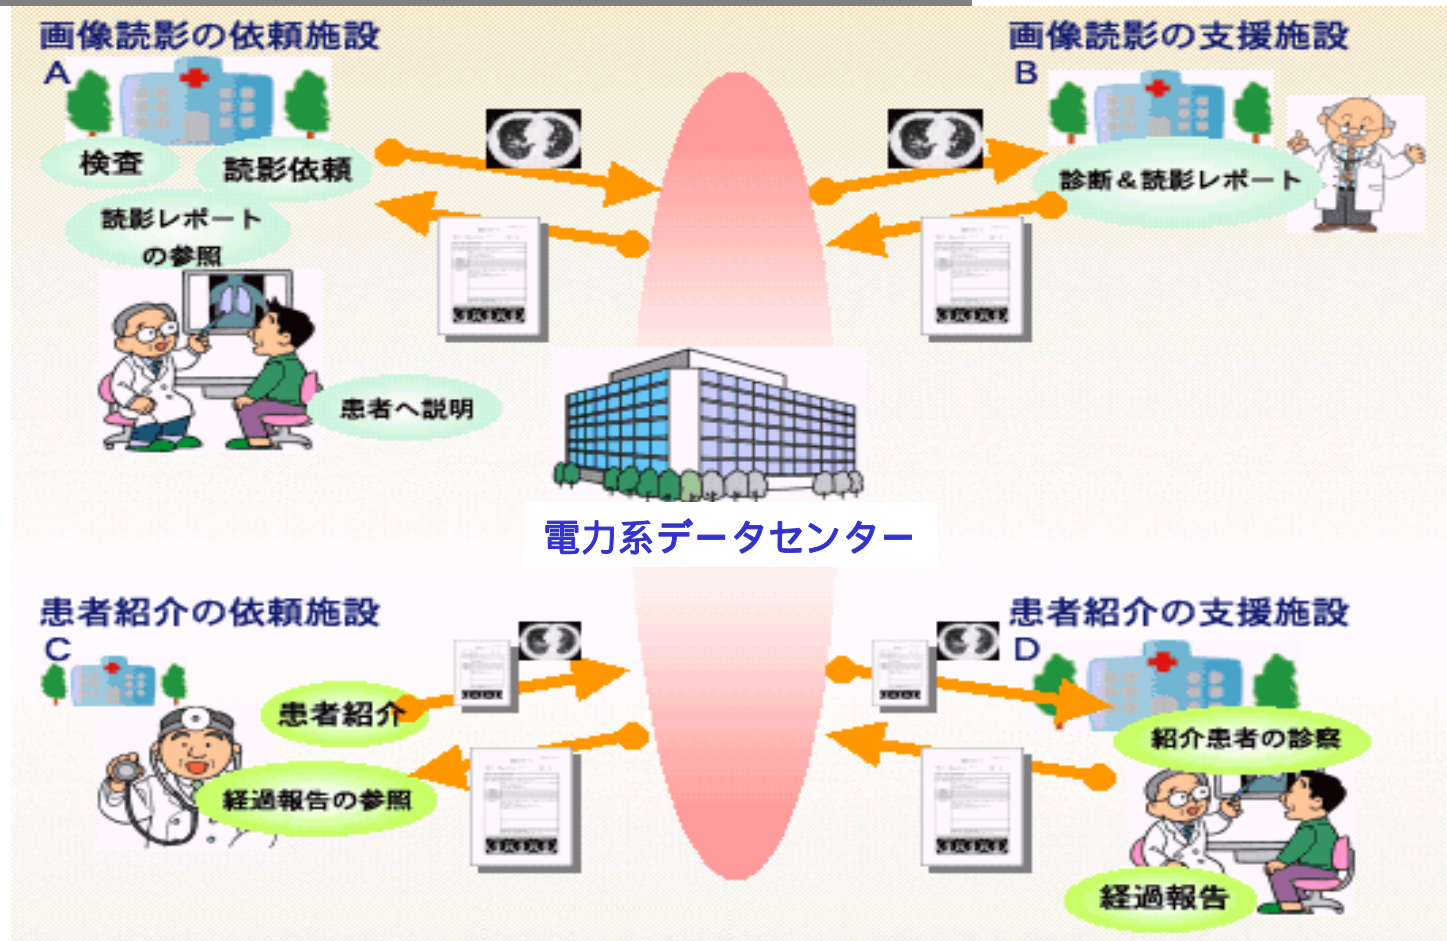 画像読影の依頼施設
A
検査
読影依頼
読影レポート
の参照
患者へ説明
画像読影の支援施設
B
診断＆読影レポート
電力系データセンター
患者紹介の依頼施設
C
患者紹介
経過報告の参照
患者紹介の支援施設
D
紹介患者の診察
経過報告